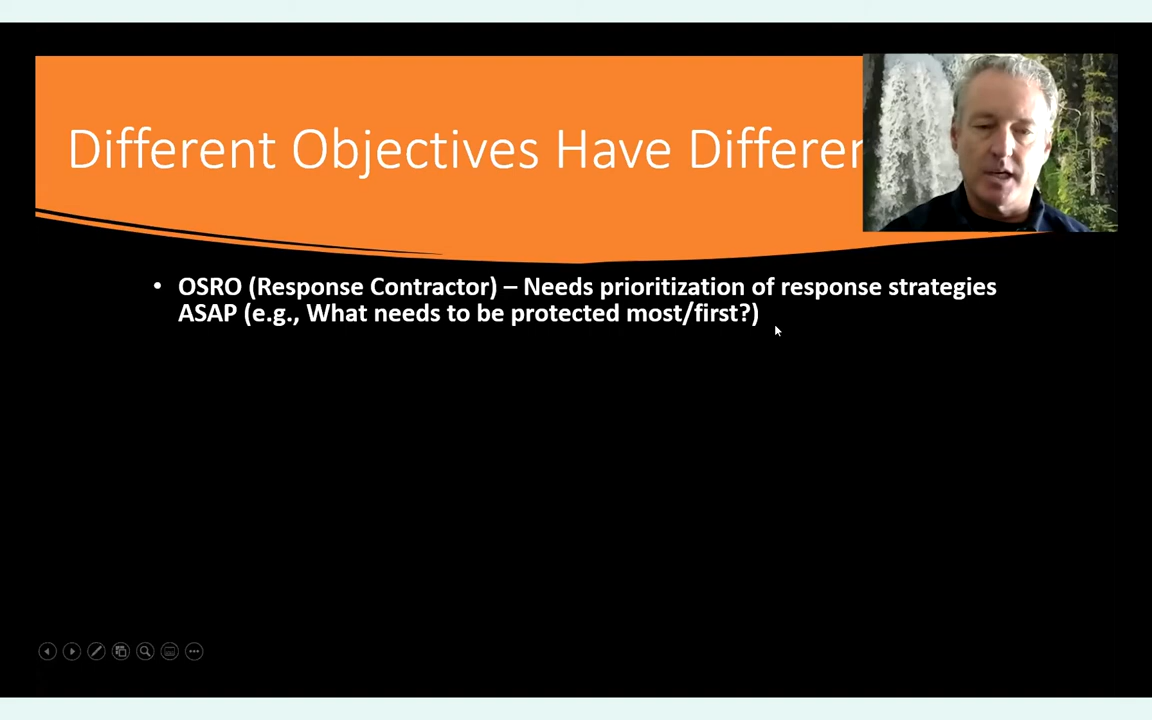 Different Objectives Have Differen
• OSRO (Response Contractor) – Needs prioritization of response strategies
ASAP (e.g., What needs to be protected most/first?)